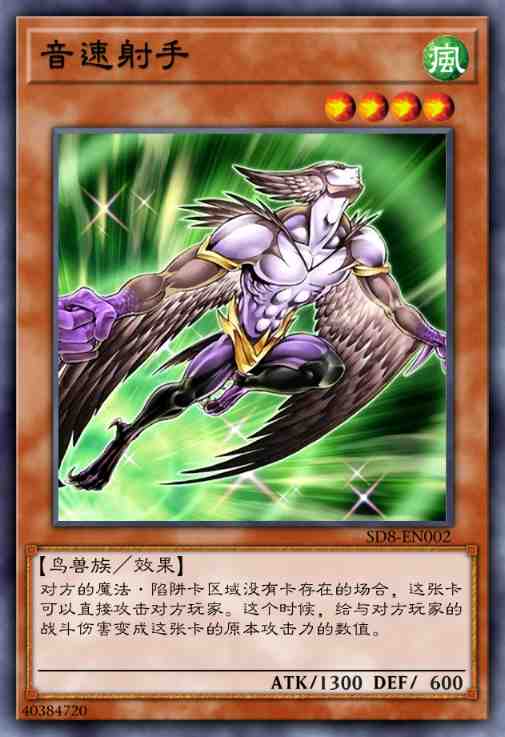 音速射手
風
SD8-EN002
【鸟兽族／效果】
对方的魔法·陷阱卡区域没有卡存在的场合，这张卡
可以直接攻击对方玩家。这个时候，给与对方玩家的
战斗伤害变成这张卡的原本攻击力的数值。
ATK/1300 DEF/ 600
40384720